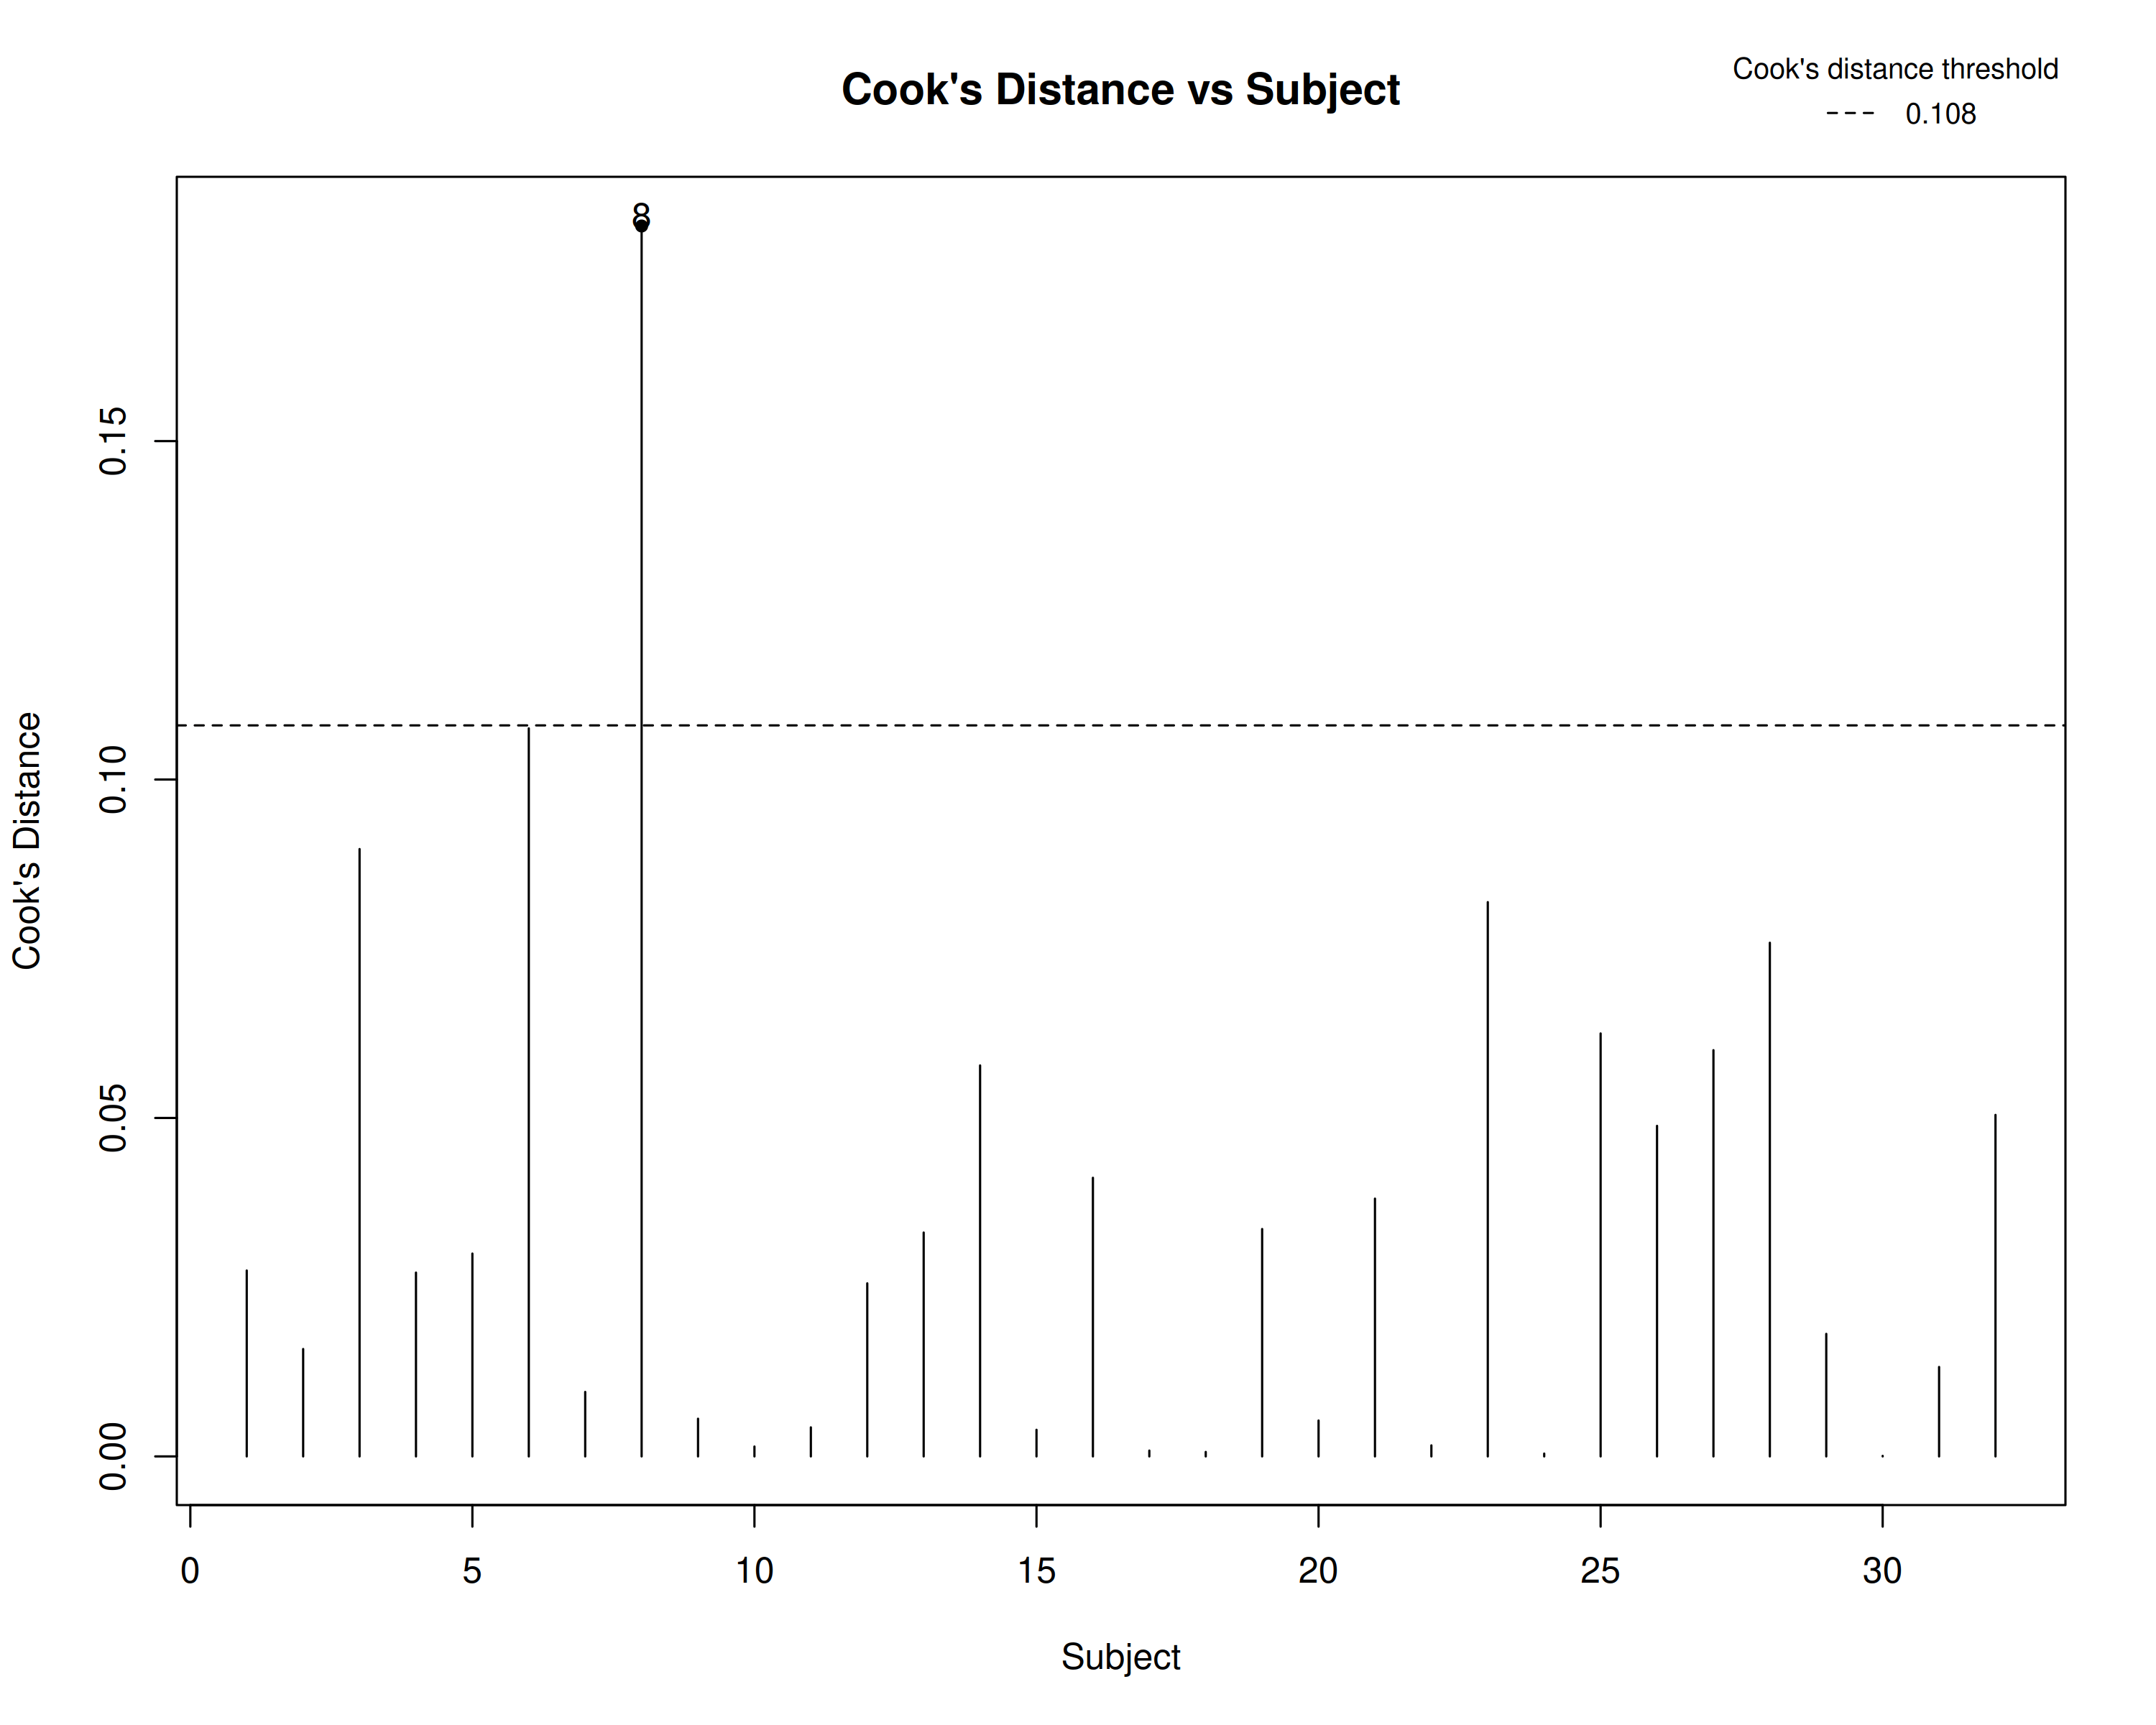 Cook's Distance vs Subject
Cook's distance threshold
0.108
8
0.15
0.10
0.05
0.00
Cook's Distance
0 5 10 15 20 25 30
Subject